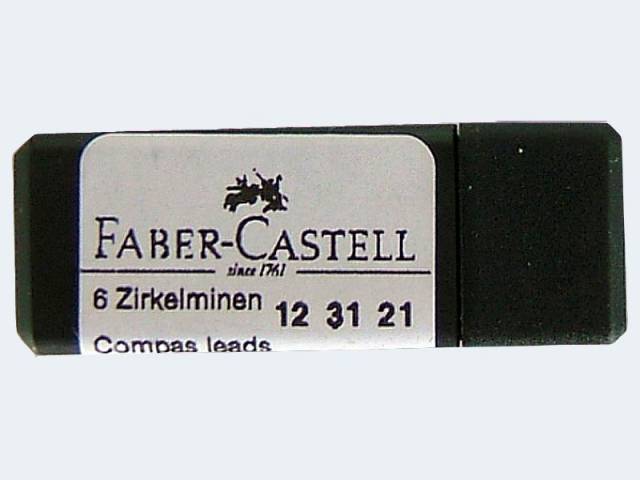 FABER-CASTELL
since 1761
6 Zirkelminen 12 31 21
Compas leads